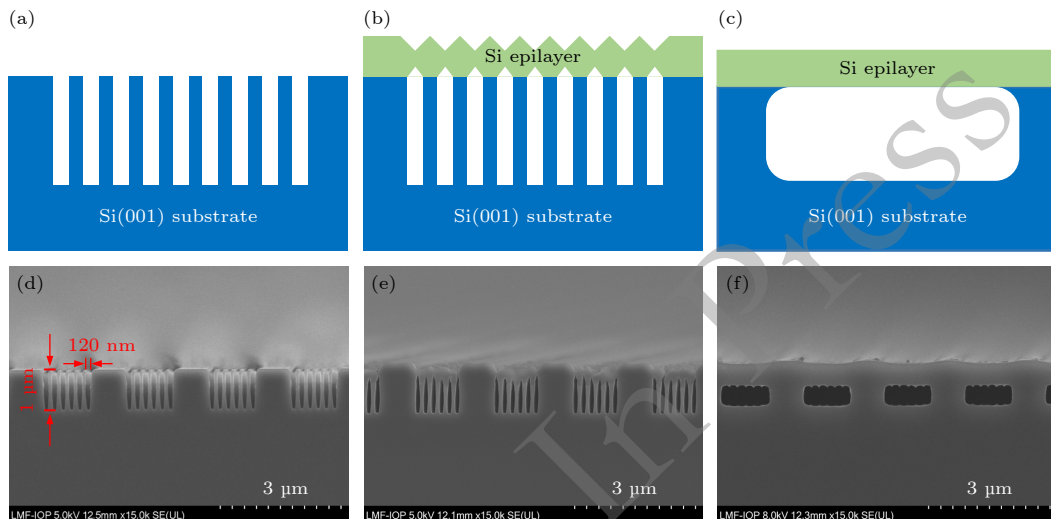 (a)
(b)
(c)
Si epilayer
Si epilayer
Si(001) substrate
Si(001) substrate
Si(001) substrate
(d)
(e)
(f)
120 nm
1 μm
3 μm
3 μm
3 μm
LMF-IOP 5.0kV 12.5mm x15.0k SE(UL)
LMF-IOP 5.0kV 12.1mm x15.0k SE(UL)
LMF-IOP 8.0kV 12.3mm x15.0k SE(UL)
In Press